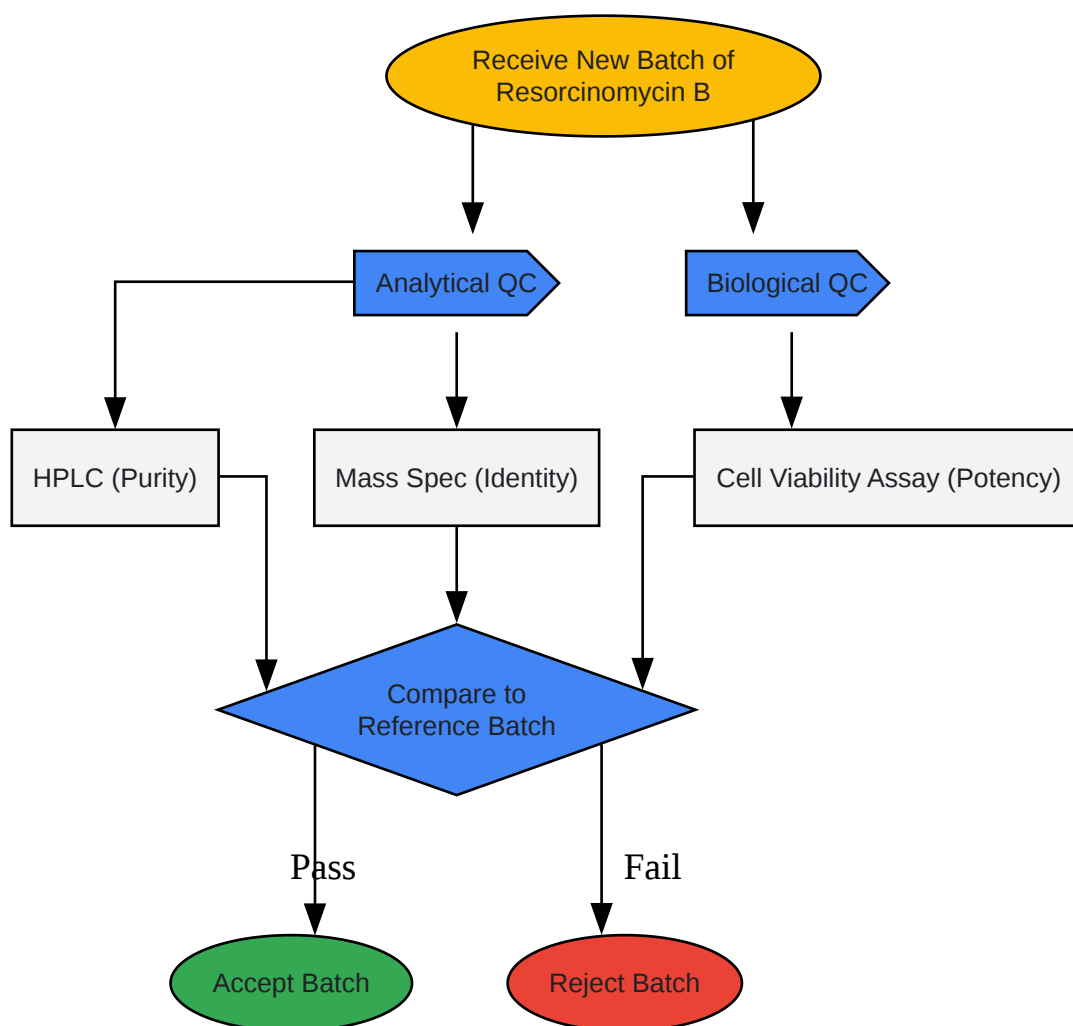 Receive New Batch of
Resorcinomycin B
Analytical QC
Biological QC
HPLC (Purity)
Mass Spec (Identity)
Cell Viability Assay (Potency)
Compare to
Reference Batch
Pass
Fail
Accept Batch
Reject Batch